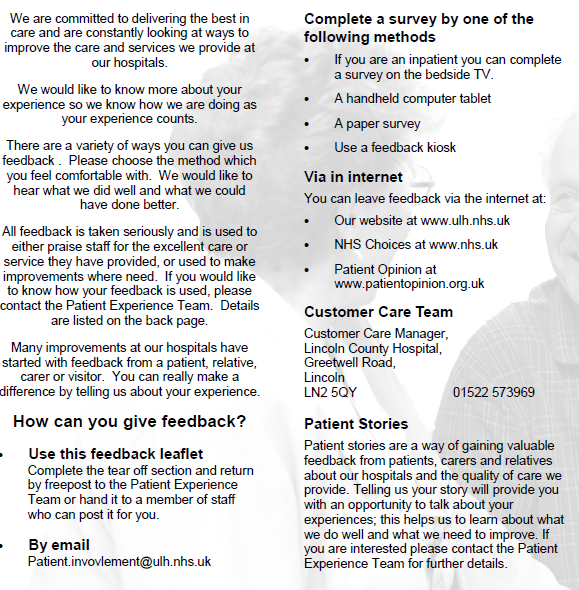 We are committed to delivering the best in
care and are constantly looking at ways to
improve the care and services we provide at
our hospitals.
We would like to know more about your
experience so we know how we are doing as
your experience counts.
There are a variety of ways you can give us
feedback .  Please choose the method which
you feel comfortable with.  We would like to
hear what we did well and what we could
have done better.
All feedback is taken seriously and is used to
either praise staff for the excellent care or
service they have provided, or used to make
improvements where need.  If you would like
to know how your feedback is used, please
contact the Patient Experience Team.  Details
are listed on the back page.
Many improvements at our hospitals have
started with feedback from a patient, relative,
carer or visitor.  You can really make a
difference by telling us about your experience.
How can you give feedback?
• Use this feedback leaflet
Complete the tear off section and return
by freepost to the Patient Experience
Team or hand it to a member of staff
who can post it for you.
• By email
Patient.invovlement@ulh.nhs.uk
Complete a survey by one of the
following methods
• If you are an inpatient you can complete
a survey on the bedside TV.
• A handheld computer tablet
• A paper survey
• Use a feedback kiosk
Via in internet
You can leave feedback via the internet at:
• Our website at www.ulh.nhs.uk
• NHS Choices at www.nhs.uk
• Patient Opinion at
www.patientopinion.org.uk
Customer Care Team
Customer Care Manager,
Lincoln County Hospital,
Greetwell Road,
Lincoln
LN2 5QY 01522 573969
Patient Stories
Patient stories are a way of gaining valuable
feedback from patients, carers and relatives
about our hospitals and the quality of care we
provide. Telling us your story will provide you
with an opportunity to talk about your
experiences; this helps us to learn about what
we do well and what we need to improve. If
you are interested please contact the Patient
Experience Team for further details.